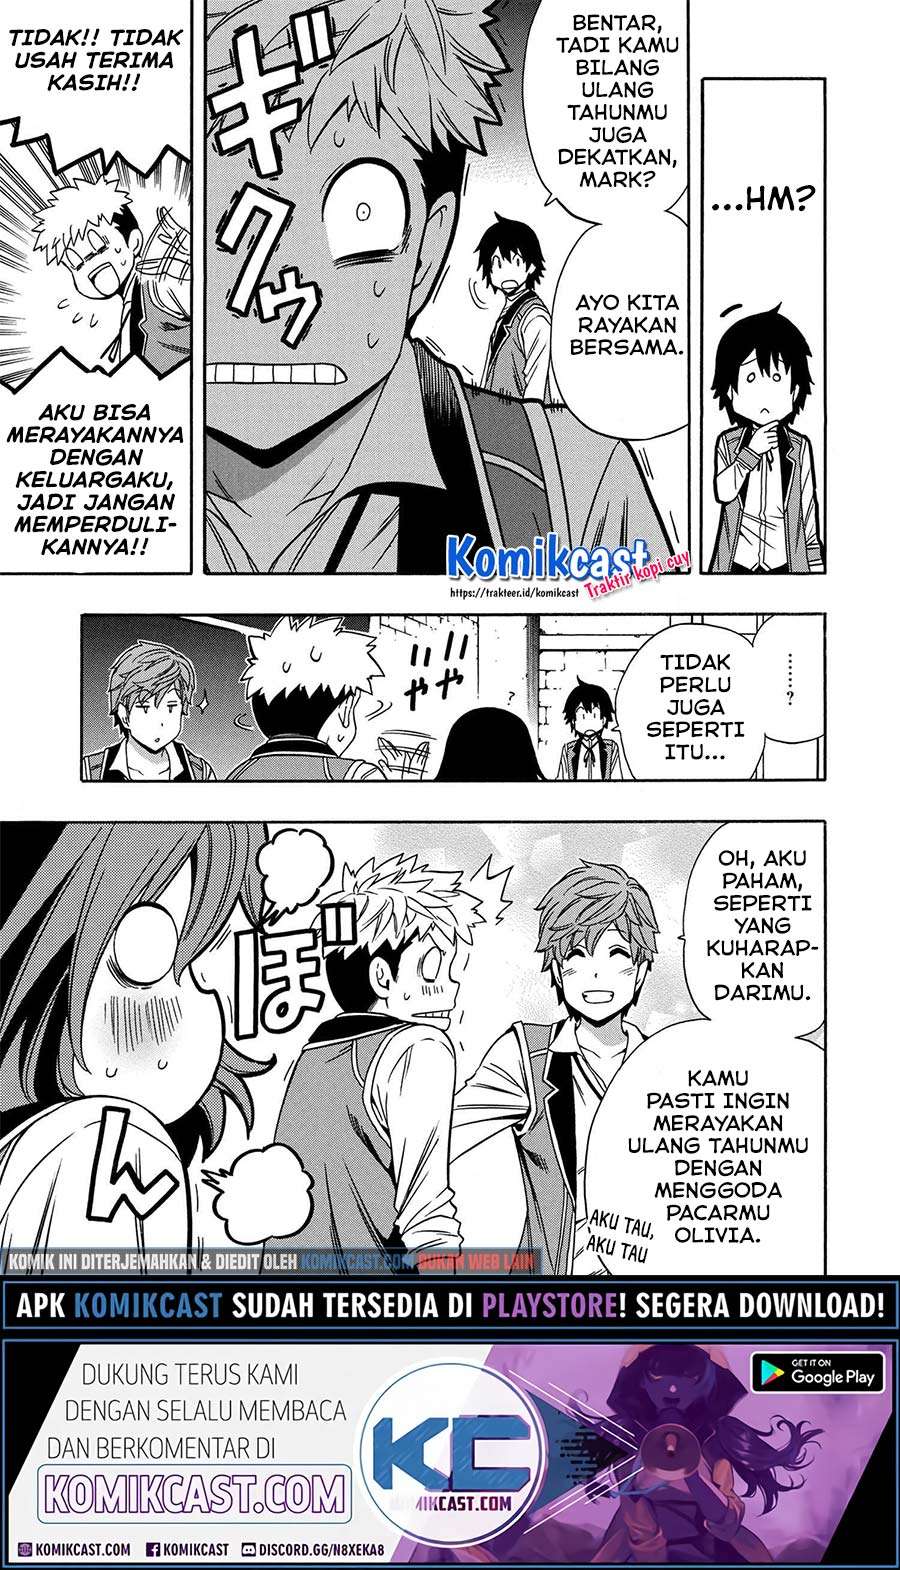 ...HM?
BENTAR,
TADI KAMU
BILANG
ULANG
TAHUNMU
JUGA
DEKATKAN,
MARK?
AYO KITA
RAYAKAN
BERSAMA.
ギ
クゥ
TIDAK!! TIDAK
USAH TERIMA
KASIH!!
AKU BISA
MERAYAKANNYA
DENGAN
KELUARGAKU,
JADI JANGAN
MEMPERDULI-
KANNYA!!
Komikcast
Traktir kopi cuy
https://trakteer.id/komikcast
........?
TIDAK
PERLU
JUGA
SEPERTI
ITU...
?
OH, AKU
PAHAM,
SEPERTI
YANG
KUHARAP-
KAN
DARIMU.
KAMU
PASTI INGIN
MERAYAKAN
ULANG TAHUNMU
DENGAN
MENGGODA
PACARMU
OLIVIA.
AKU TAU,
AKU TAU
ぼ
ん
KOMIK INI DITERJEMAHKAN & DIEDIT OLEH KOMIKCAST.COM BUKAN WEB LAIN
APK KOMIKCAST SUDAH TERSEDIA DI PLAYSTORE! SEGERA DOWNLOAD!
DUKUNG TERUS KAMI
DENGAN SELALU MEMBACA
DAN BERKOMENTAR DI
KOMIKCAST.COM
KC
KOMIKCAST.COM
GET IT ON
Google Play
KOMIKCAST.COM
KOMIKCAST
DISCORD.GG/N8XEKA8